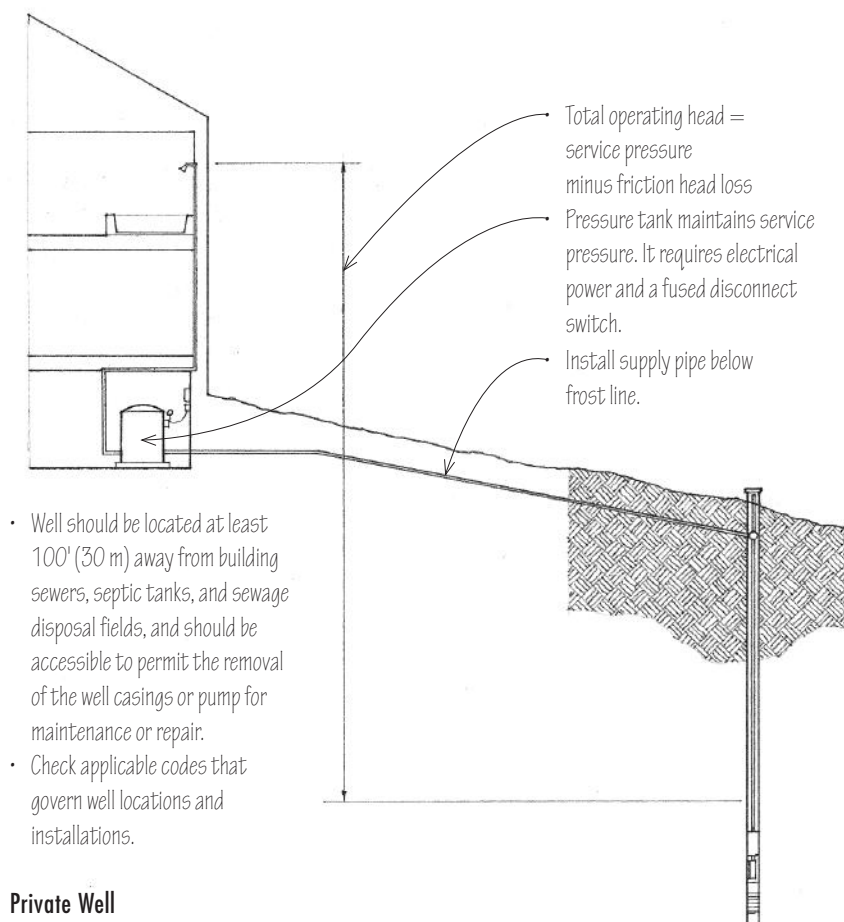 • Total operating head =
service pressure
minus friction head loss
• Pressure tank maintains service
pressure. It requires electrical
power and a fused disconnect
switch.
• Install supply pipe below
frost line.
• Well should be located at least
100' (30 m) away from building
sewers, septic tanks, and sewage
disposal fields, and should be
accessible to permit the removal
of the well casings or pump for
maintenance or repair.
• Check applicable codes that
govern well locations and
installations.
Private Well